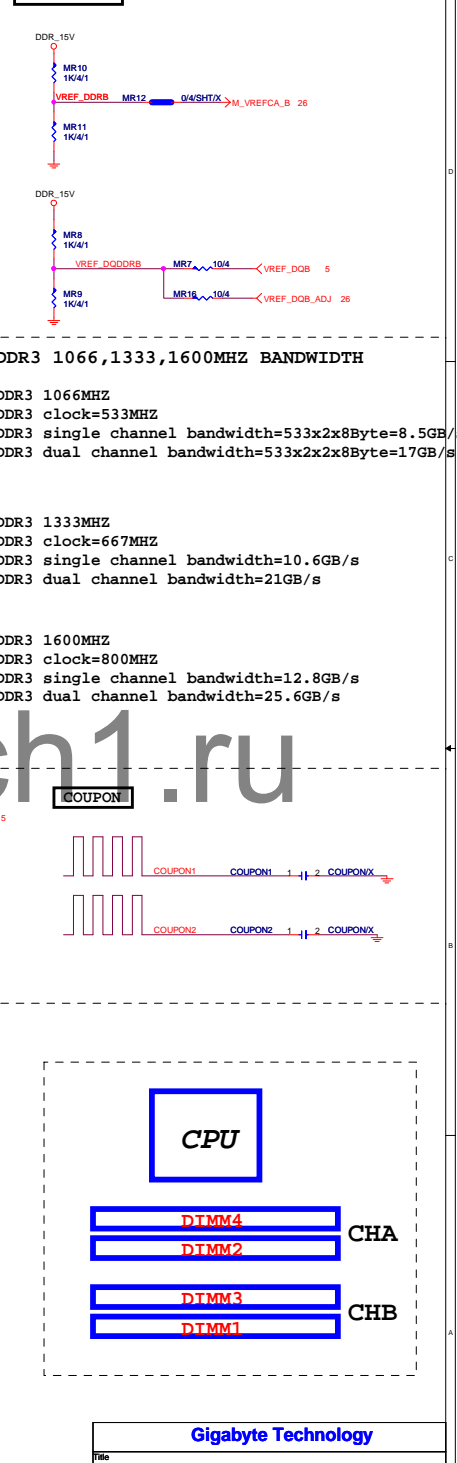 DDR_15V
MR10
1K/4/1
VREF_DDRB MR12 0/4/SHT/X M_VREFCA_B 26
MR11
1K/4/1
D
DDR_15V
MR8
1K/4/1
VREF_DQDDRB MR7 10/4 VREF_DQB 5
MR9
1K/4/1
MR16 10/4 VREF_DQB_ADJ 26
DDR3 1066,1333,1600MHZ BANDWIDTH
DDR3 1066MHZ
DDR3 clock=533MHZ
DDR3 single channel bandwidth=533x2x8Byte=8.5GB/
DDR3 dual channel bandwidth=533x2x2x8Byte=17GB/s
DDR3 1333MHZ
DDR3 clock=667MHZ
C
DDR3 single channel bandwidth=10.6GB/s
DDR3 dual channel bandwidth=21GB/s
DDR3 1600MHZ
DDR3 clock=800MHZ
DDR3 single channel bandwidth=12.8GB/s
DDR3 dual channel bandwidth=25.6GB/s
ch1.ru
COUPON
5
COUPON1 COUPON1 1 2 COUPON/X
COUPON2 COUPON2 1 2 COUPON/X
B
CPU
DIMM4
CHA
DIMM2
DIMM3
CHB
DIMM1
A
Gigabyte Technology
Title